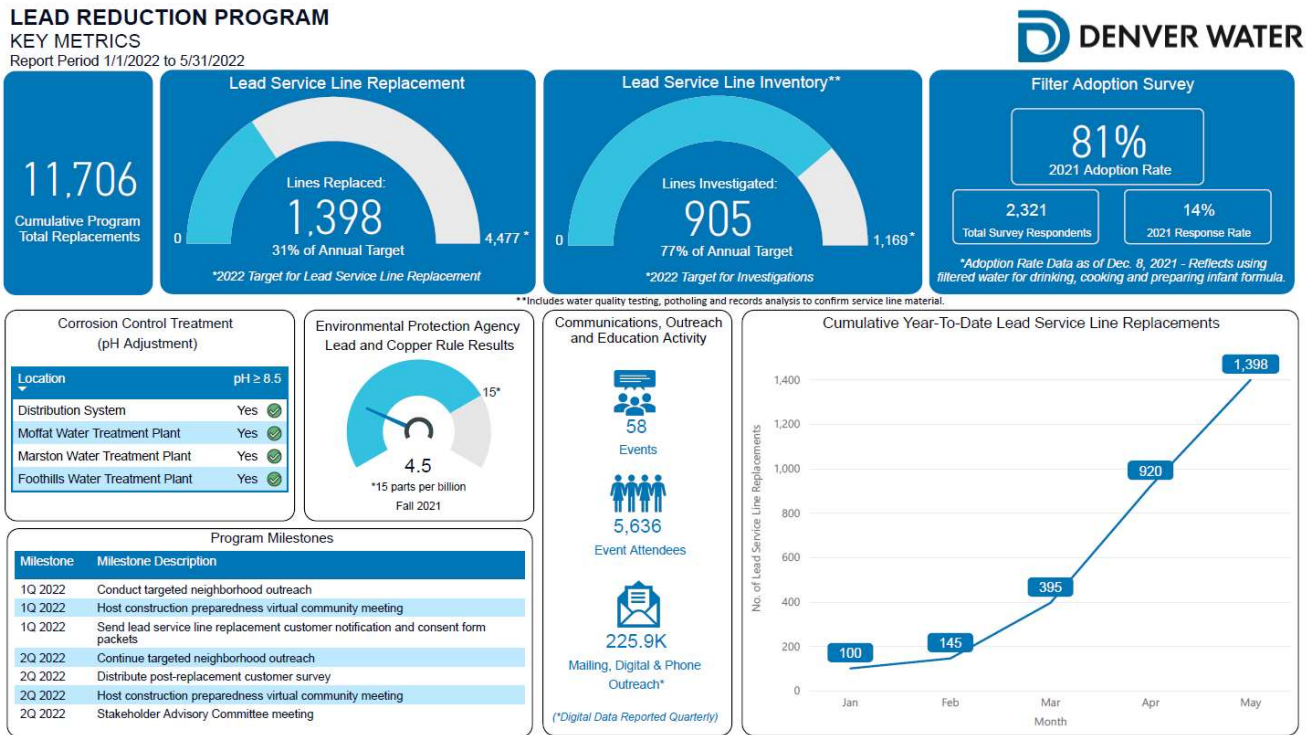 LEAD REDUCTION PROGRAM
KEY METRICS
Report Period 1/1/2022 to 5/31/2022
DENVER WATER
11,706
Cumulative Program
Total Replacements
Lead Service Line Replacement
Lines Replaced:
1,398
31% of Annual Target
0
4,477 *
*2022 Target for Lead Service Line Replacement
Lead Service Line Inventory**
Lines Investigated:
905
77% of Annual Target
0
1,169 *
*2022 Target for Investigations
Filter Adoption Survey
81%
2021 Adoption Rate
2,321
Total Survey Respondents
14%
2021 Response Rate
*Adoption Rate Data as of Dec. 8, 2021 - Reflects using
filtered water for drinking, cooking and preparing infant formula.
**Includes water quality testing, potholing and records analysis to confirm service line material.
Corrosion Control Treatment
(pH Adjustment)
Location pH ≥ 8.5
Distribution System Yes
Moffat Water Treatment Plant Yes
Marston Water Treatment Plant Yes
Foothills Water Treatment Plant Yes
Environmental Protection Agency
Lead and Copper Rule Results
15*
4.5
*15 parts per billion
Fall 2021
Program Milestones
Milestone Milestone Description
1Q 2022 Conduct targeted neighborhood outreach
1Q 2022 Host construction preparedness virtual community meeting
1Q 2022 Send lead service line replacement customer notification and consent form
packets
2Q 2022 Continue targeted neighborhood outreach
2Q 2022 Distribute post-replacement customer survey
2Q 2022 Host construction preparedness virtual community meeting
2Q 2022 Stakeholder Advisory Committee meeting
Communications, Outreach
and Education Activity
58
Events
5,636
Event Attendees
225.9K
Mailing, Digital & Phone
Outreach*
(*Digital Data Reported Quarterly)
Cumulative Year-To-Date Lead Service Line Replacements
No. of Lead Service Line Replacements
1,400
1,200
1,000
800
600
400
200
0
100
145
395
920
1,398
Jan Feb Mar Apr May
Month